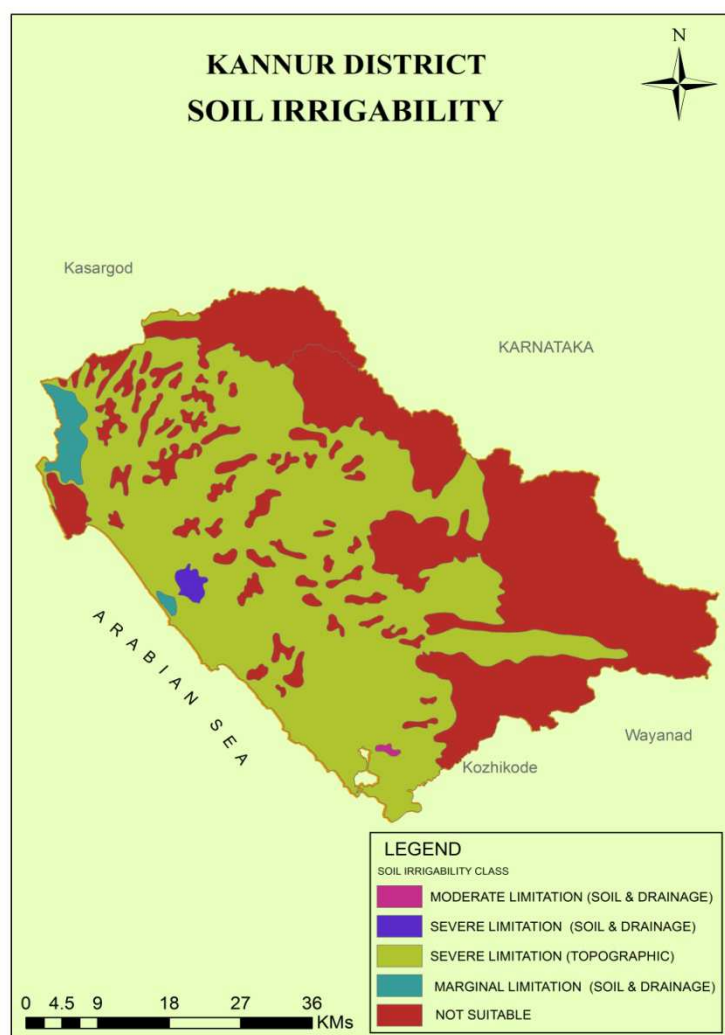 KANNUR DISTRICT
SOIL IRRIGABILITY
N
Kasargod
KARNATAKA
ARABIAN SEA
Wayanad
Kozhikode
LEGEND
SOIL IRRIGABILITY CLASS
MODERATE LIMITATION (SOIL & DRAINAGE)
SEVERE LIMITATION (SOIL & DRAINAGE)
SEVERE LIMITATION (TOPOGRAPHIC)
MARGINAL LIMITATION (SOIL & DRAINAGE)
NOT SUITABLE
0 4.5 9 18 27 36
KMs